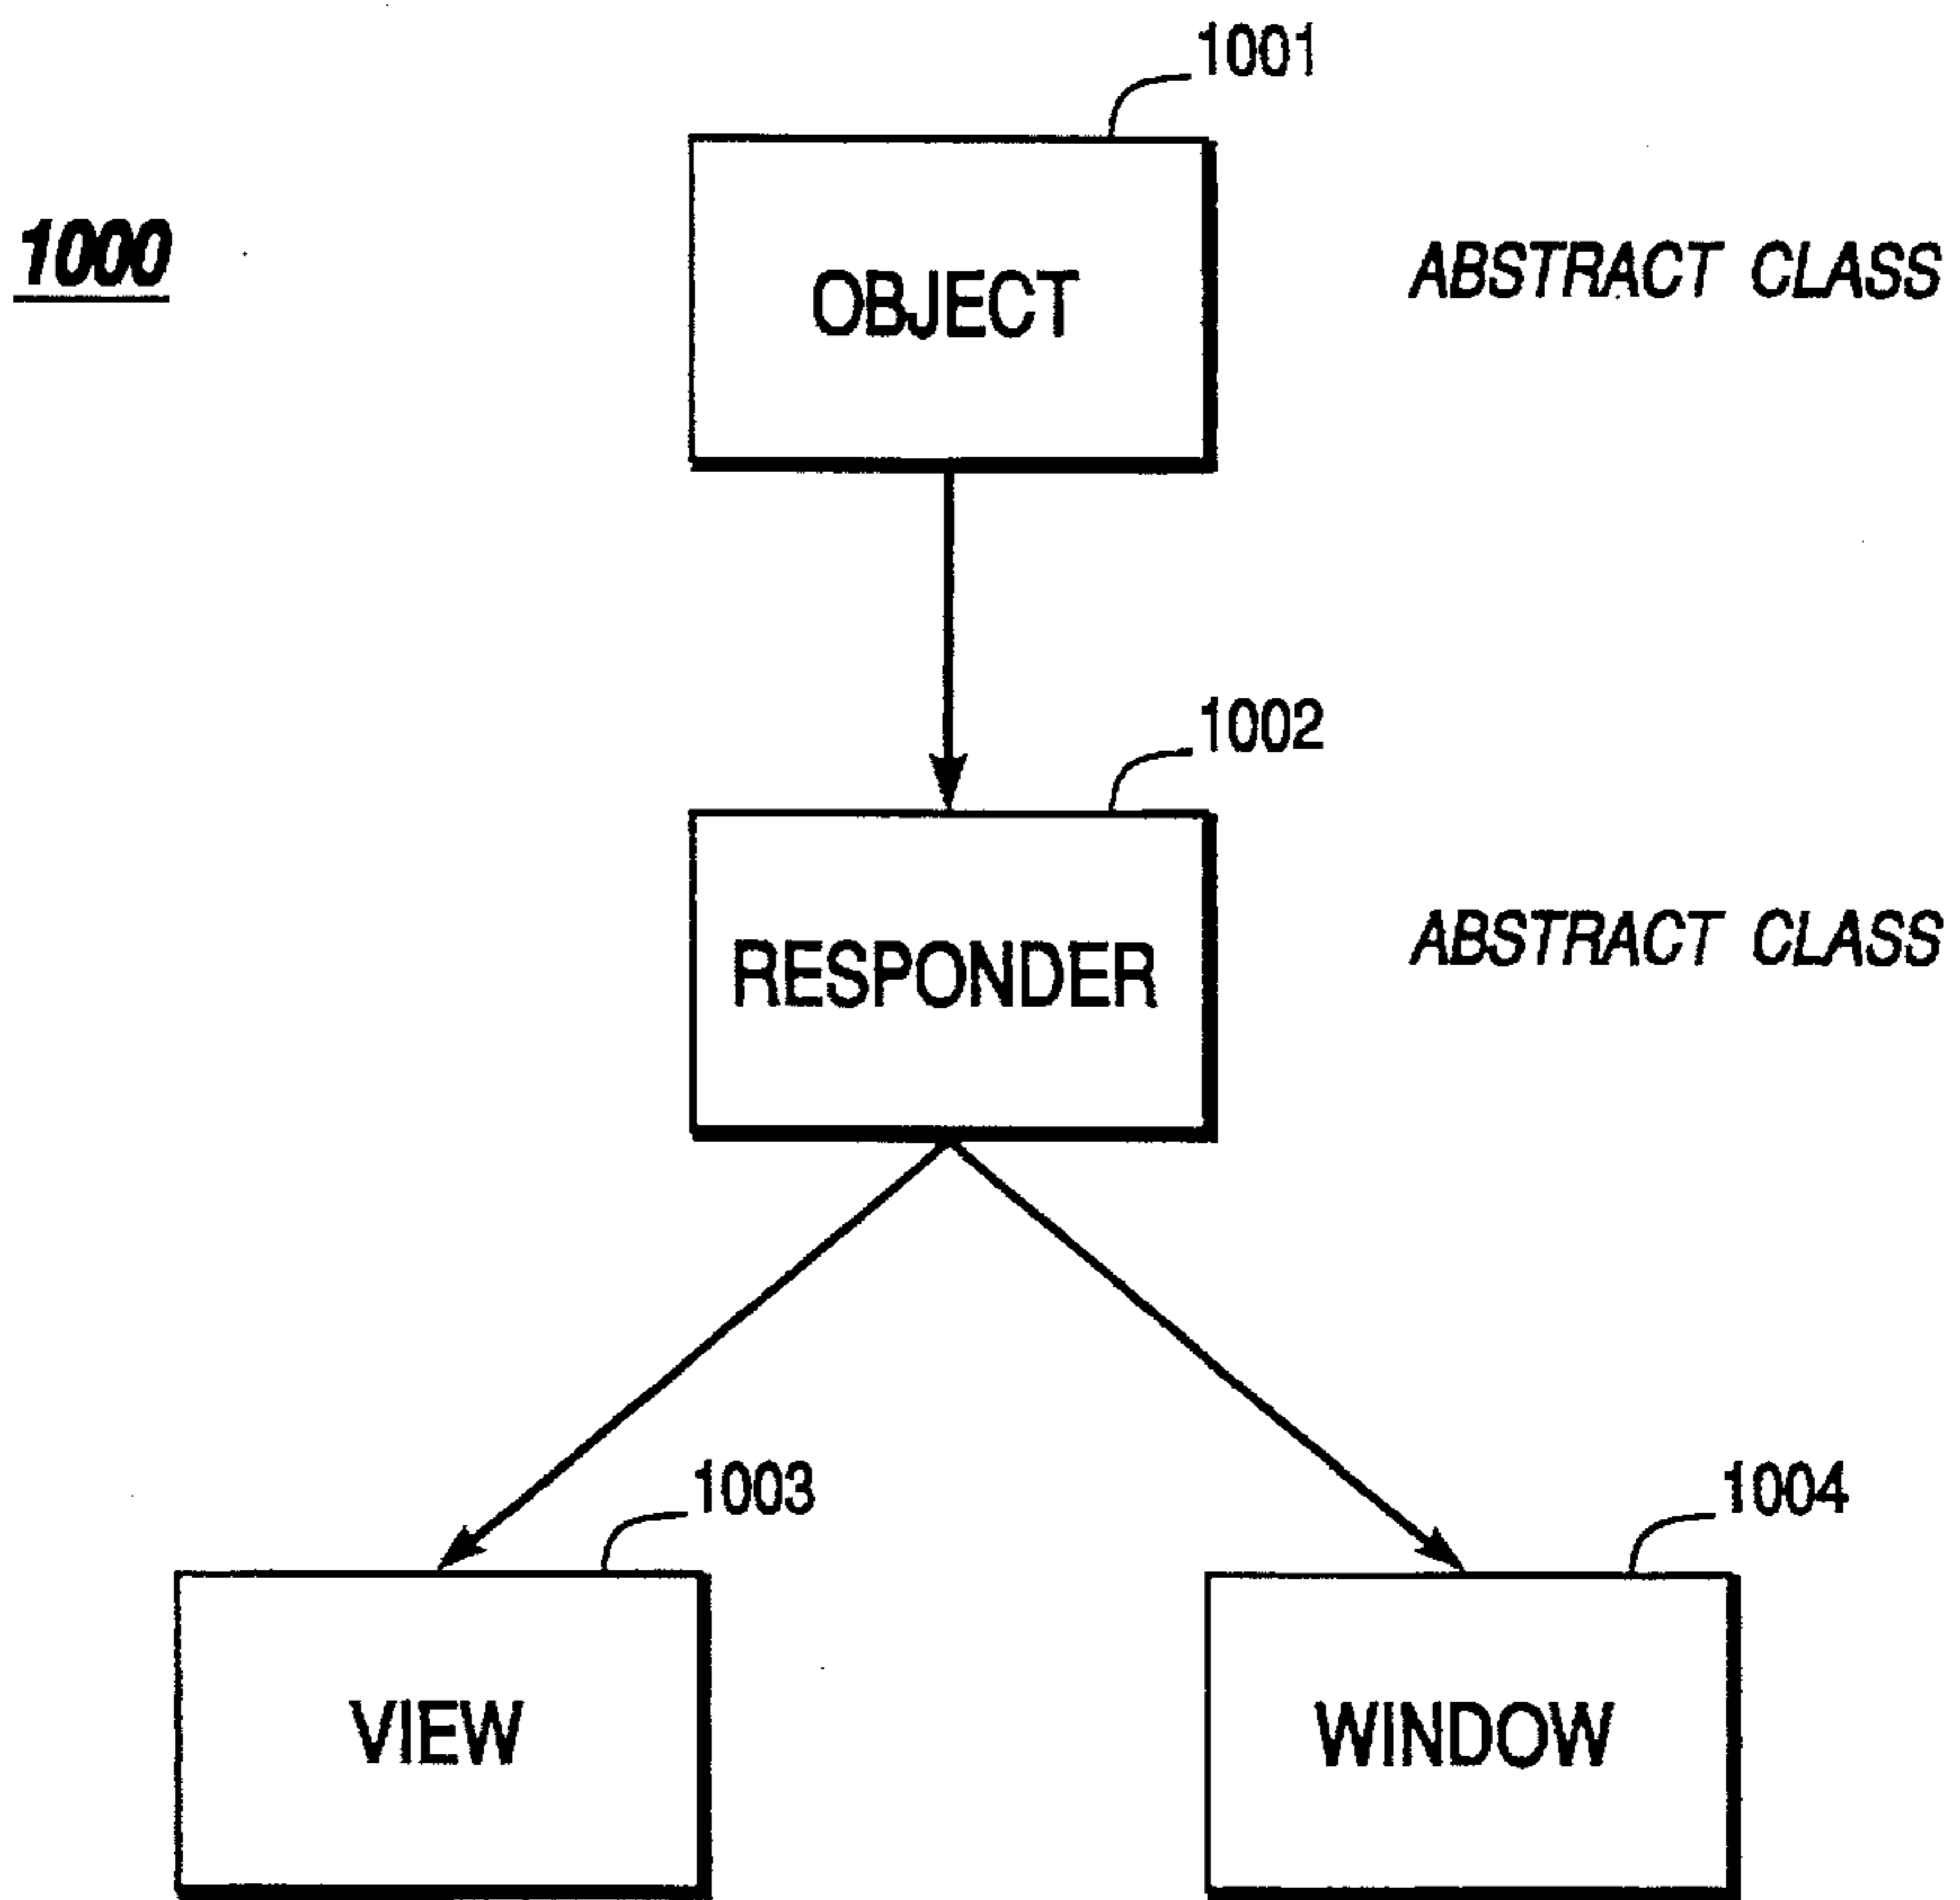 1001
1000
OBJECT
ABSTRACT CLASS
1002
RESPONDER
ABSTRACT CLASS
1003
1004
VIEW
WINDOW